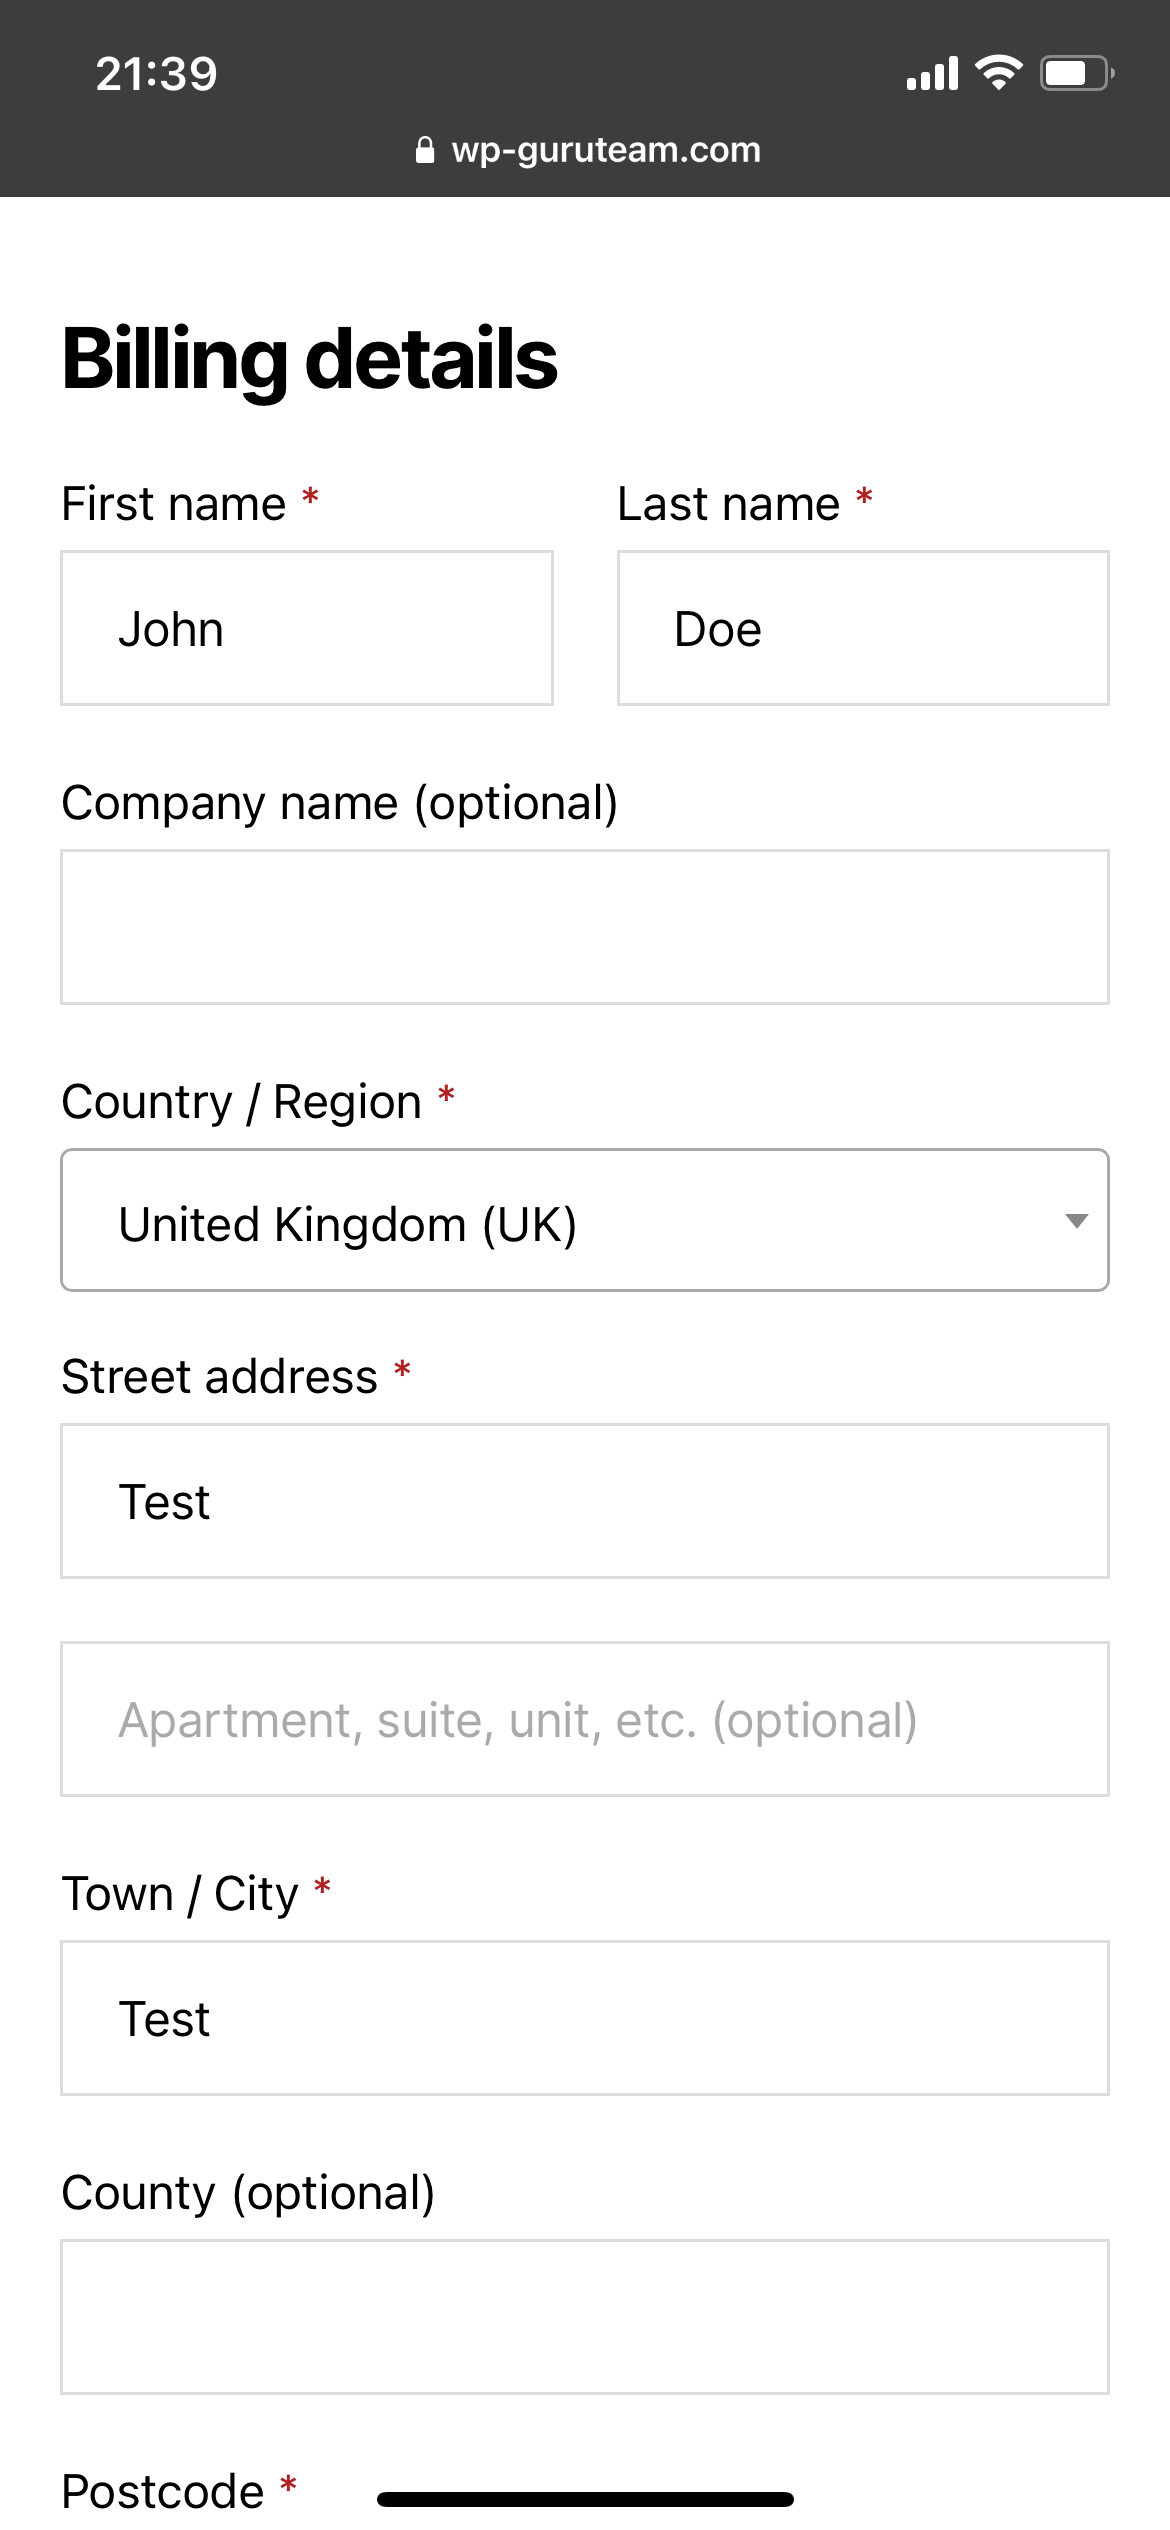 21:39
wp-guruteam.com
Billing details
First name *
Last name *
John
Doe
Company name (optional)
Country / Region *
United Kingdom (UK)
Street address *
Test
Apartment, suite, unit, etc. (optional)
Town / City *
Test
County (optional)
Postcode *